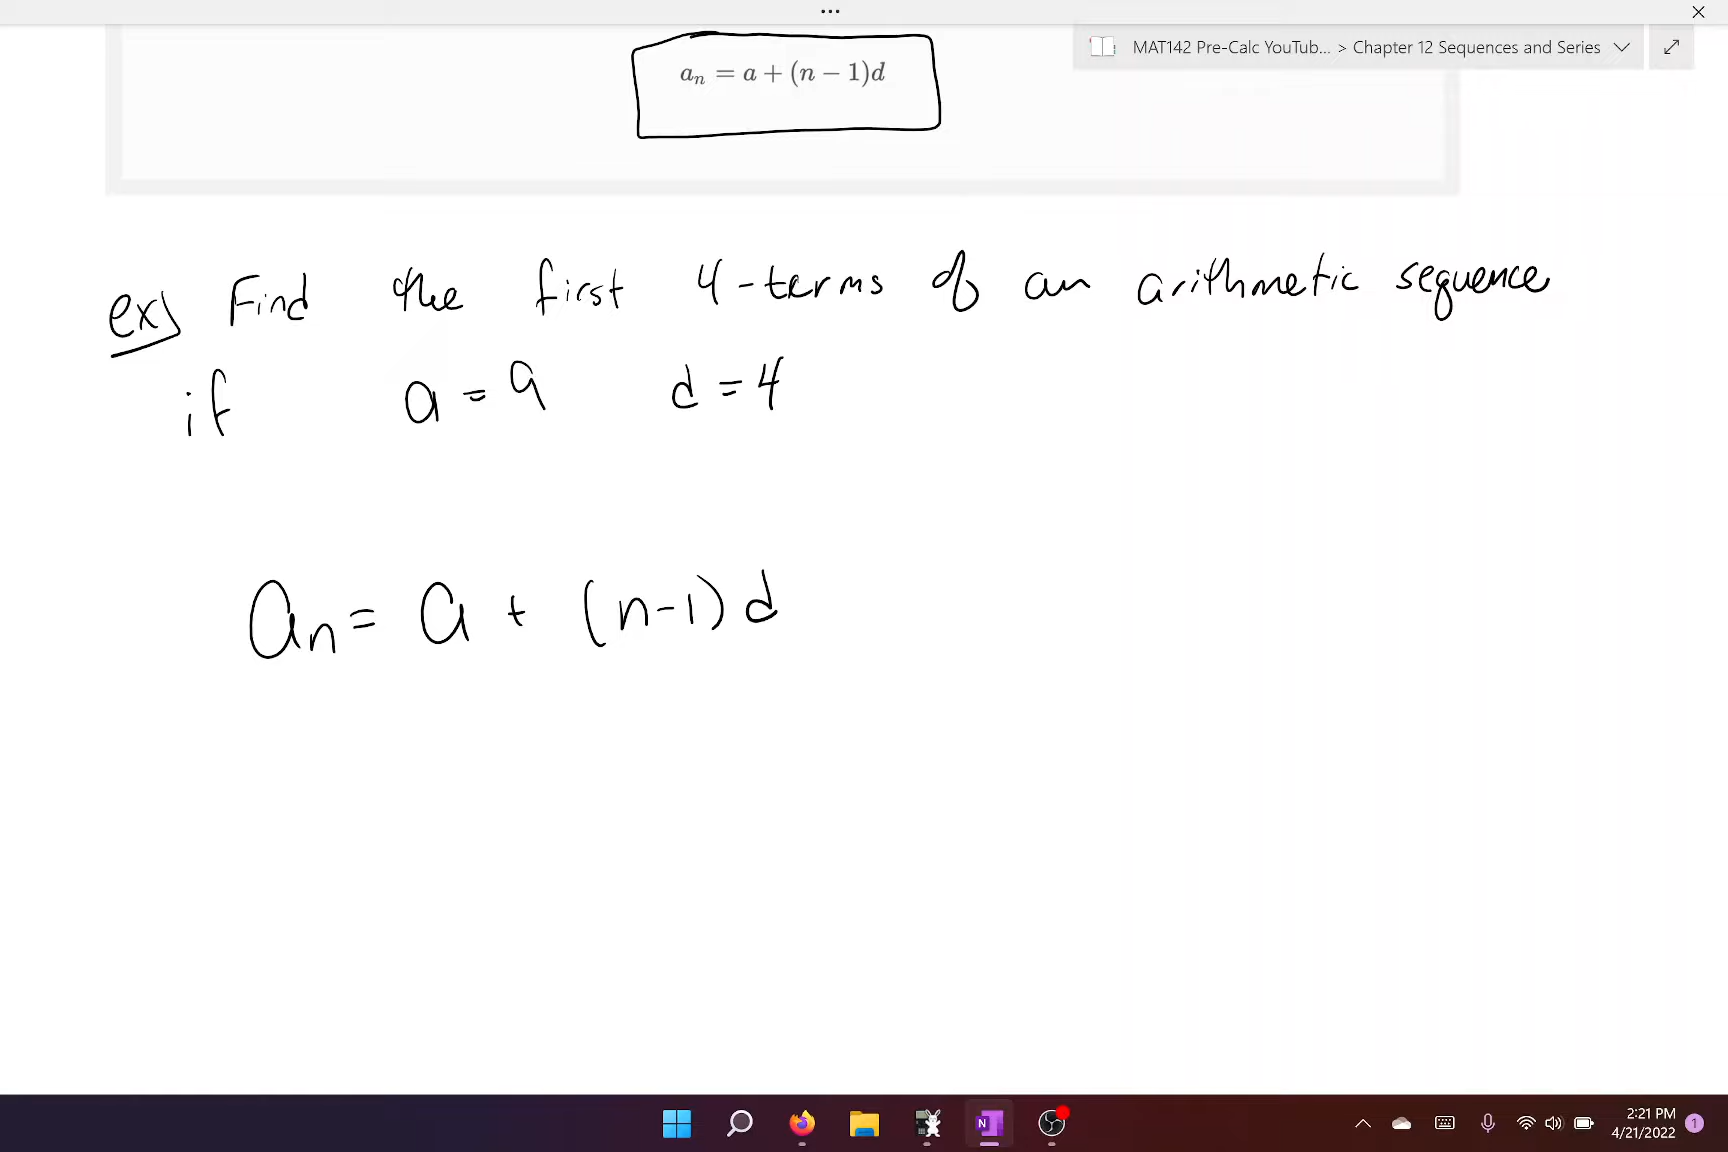 ...
MAT142 Pre-Calc YouTub... > Chapter 12 Sequences and Series
aₙ = a + (n − 1)d
ex) Find the first 4-terms of an arithmetic sequence
if a = 9 d = 4
aₙ = a + (n-1) d
2:21 PM
4/21/2022
1